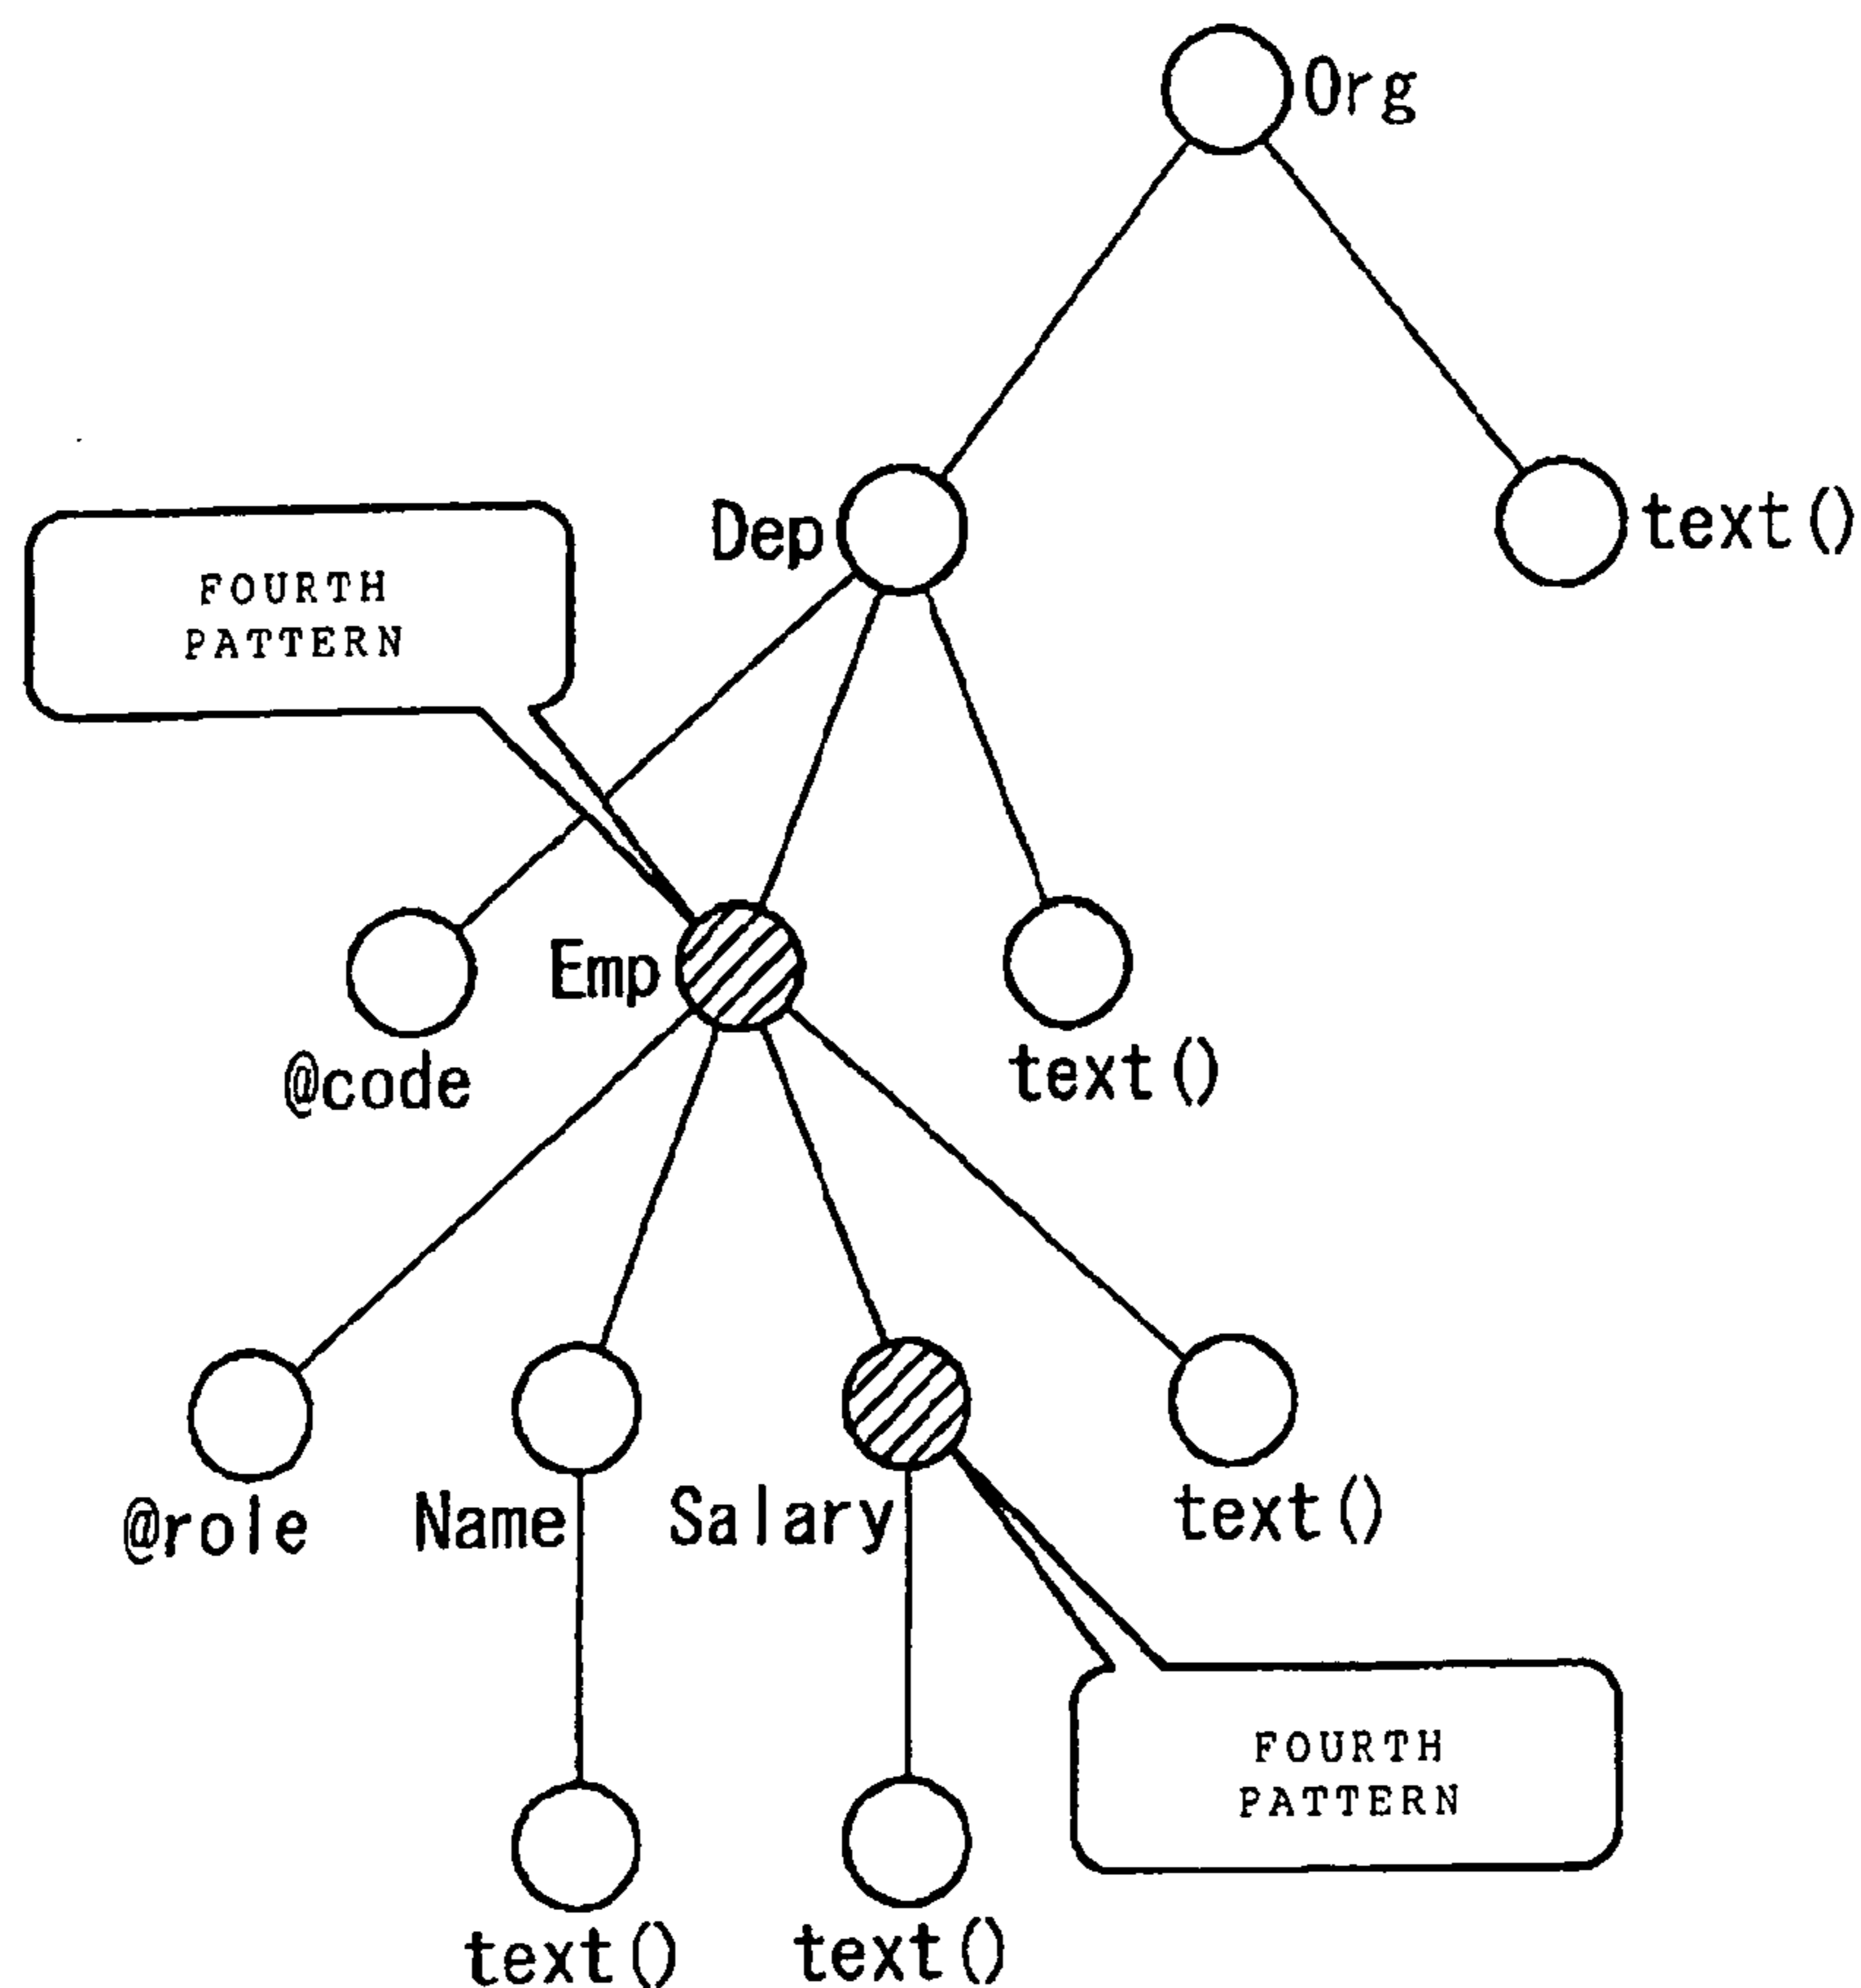 Org
Dep
text()
FOURTH
PATTERN
Emp
@code
text()
@role
Name
Salary
text()
FOURTH
PATTERN
text()
text()